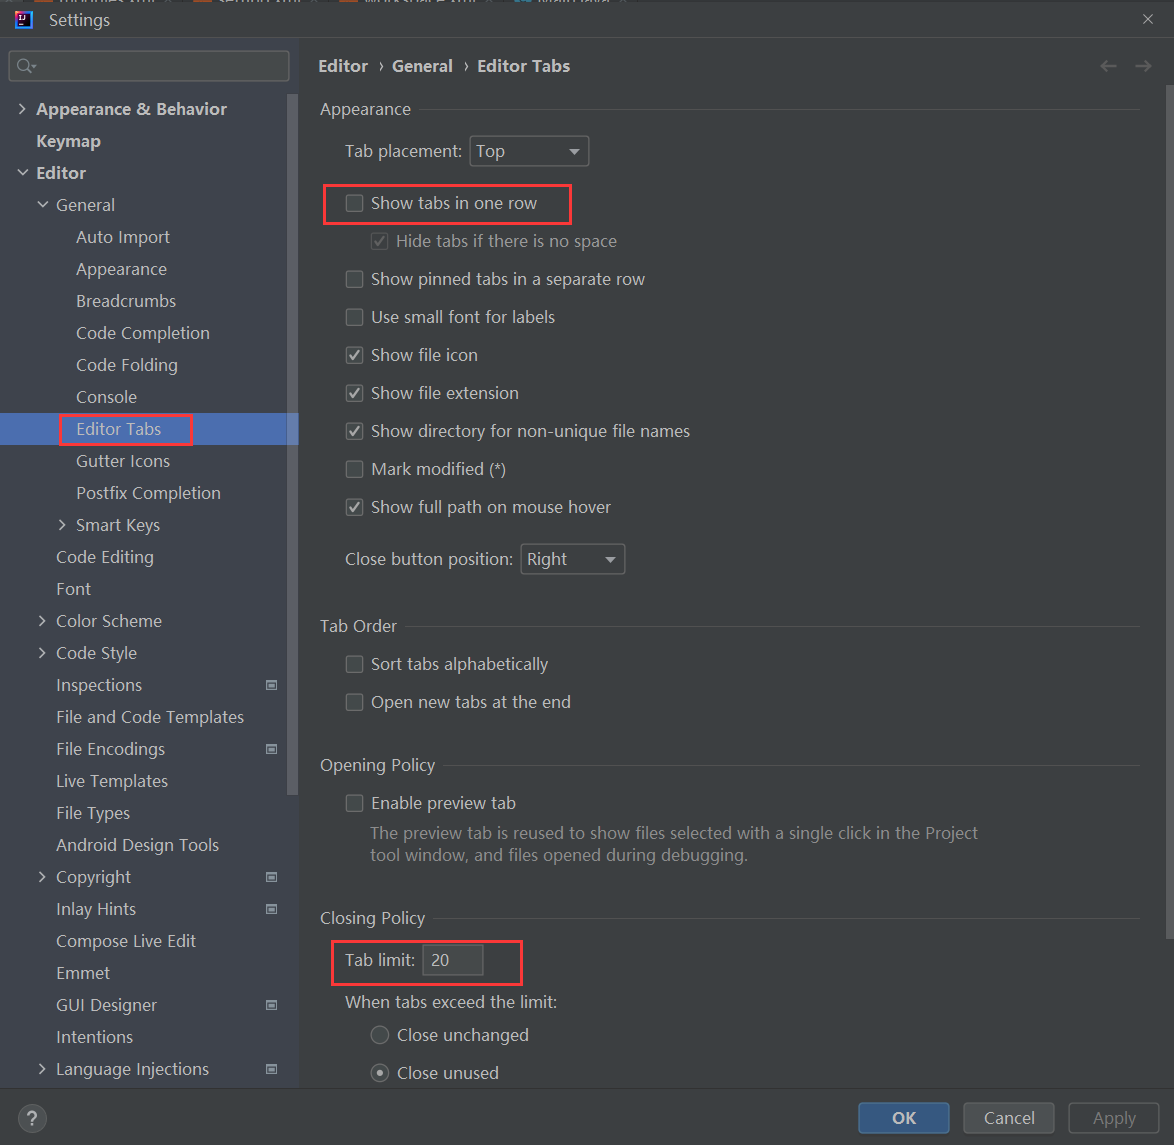 Settings
Editor › General › Editor Tabs
Appearance & Behavior
Keymap
Editor
General
Auto Import
Appearance
Breadcrumbs
Code Completion
Code Folding
Console
Editor Tabs
Gutter Icons
Postfix Completion
Smart Keys
Code Editing
Font
Color Scheme
Code Style
Inspections
File and Code Templates
File Encodings
Live Templates
File Types
Android Design Tools
Copyright
Inlay Hints
Compose Live Edit
Emmet
GUI Designer
Intentions
Language Injections
Appearance
Tab placement: Top
Show tabs in one row
Hide tabs if there is no space
Show pinned tabs in a separate row
Use small font for labels
Show file icon
Show file extension
Show directory for non-unique file names
Mark modified (*)
Show full path on mouse hover
Close button position: Right
Tab Order
Sort tabs alphabetically
Open new tabs at the end
Opening Policy
Enable preview tab
The preview tab is reused to show files selected with a single click in the Project
tool window, and files opened during debugging.
Closing Policy
Tab limit: 20
When tabs exceed the limit:
Close unchanged
Close unused
?
OK
Cancel
Apply